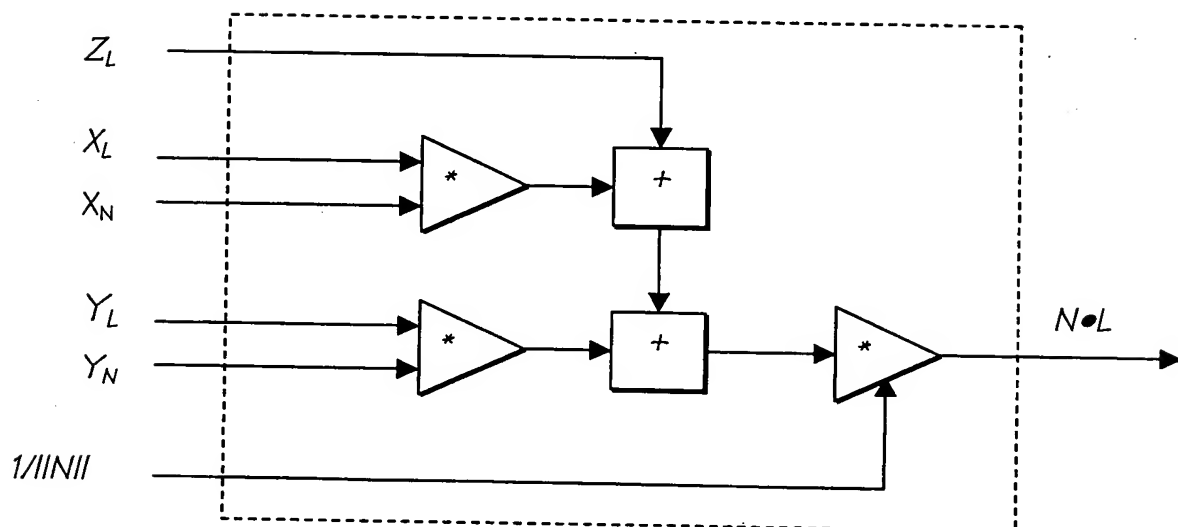 Z_L
X_L
*
+
X_N
Y_L
*
+
*
N•L
Y_N
1/||N||